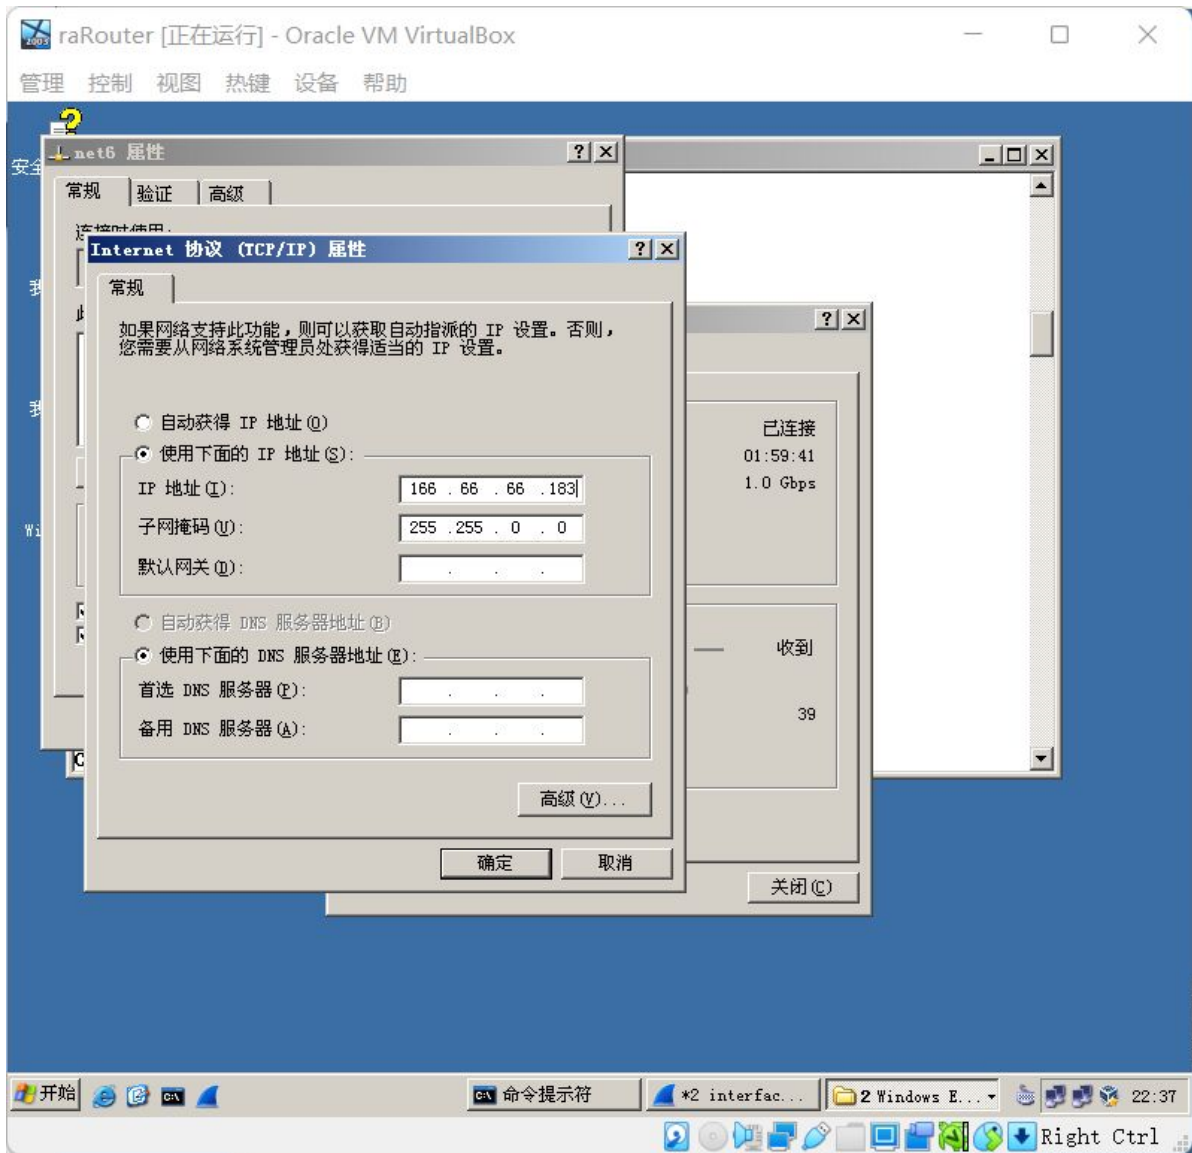 raRouter [正在运行] - Oracle VM VirtualBox
管理 控制 视图 热键 设备 帮助
net6 属性
常规 验证 高级
Internet 协议 (TCP/IP) 属性
常规
如果网络支持此功能，则可以获取自动指派的 IP 设置。否则，
您需要从网络系统管理员处获得适当的 IP 设置。
自动获得 IP 地址(O)
使用下面的 IP 地址(S):
IP 地址(I): 166 . 66 . 66 .183
子网掩码(U): 255 .255 . 0 . 0
默认网关(D): . . .
自动获得 DNS 服务器地址(B)
使用下面的 DNS 服务器地址(E):
首选 DNS 服务器(P): . . .
备用 DNS 服务器(A): . . .
高级(V)...
确定 取消
已连接
01:59:41
1.0 Gbps
收到
39
关闭(C)
开始 命令提示符 *2 interfac... 2 Windows E... 22:37
Right Ctrl